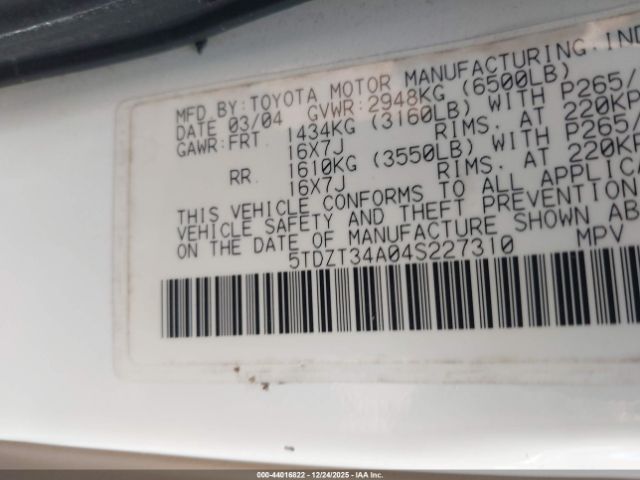 MFD.BY:TOYOTA MOTOR MANUFACTURING:IND
DATE 03/04 GVWR:2948KG (6500LB)
GAWR:FRT 1434KG (3160LB) WITH P265/
16X7J RIMS. AT 220KP
RR 1610KG (3550LB) WITH P265/
16X7J RIMS. AT 220KP
THIS VEHICLE CONFORMS TO ALL APPLICA
VEHICLE SAFETY AND THEFT PREVENTION
ON THE DATE OF MANUFACTURE SHOWN AB
5TDZT34A04S227310 MPV
000-44016822 - 12/24/2025 - IAA Inc.